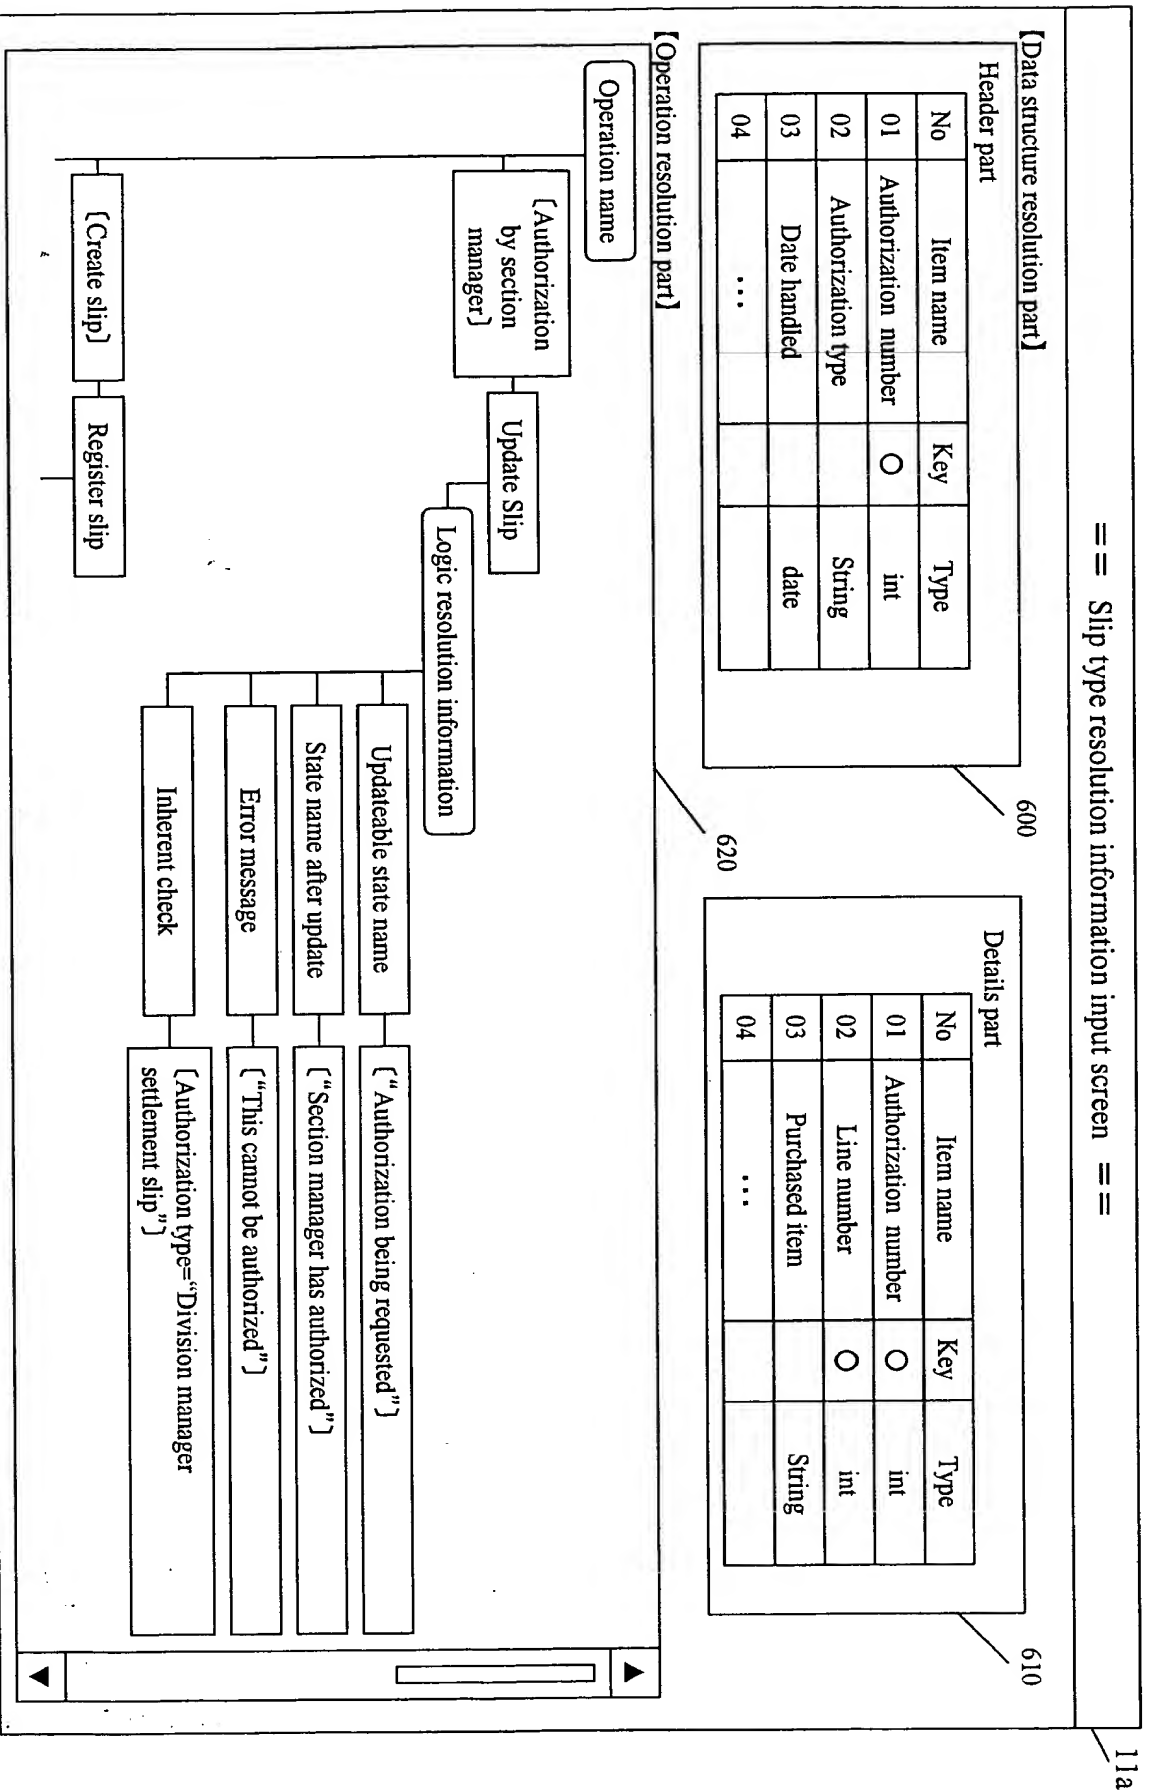 11a
== Slip type resolution information input screen ==
【Data structure resolution part】
600
Header part
No Item name Key Type
01 Authorization number ○ int
02 Authorization type String
03 Date handled date
04 ...
610
Details part
No Item name Key Type
01 Authorization number ○ int
02 Line number ○ int
03 Purchased item String
04 ...
【Operation resolution part】
620
Operation name
〔Authorization
by section
manager〕
Update Slip
Logic resolution information
Updateable state name
〔“Authorization being requested”〕
State name after update
〔“Section manager has authorized”〕
Error message
〔“This cannot be authorized”〕
Inherent check
〔Authorization type=“Division manager
settlement slip”〕
〔Create slip〕
Register slip